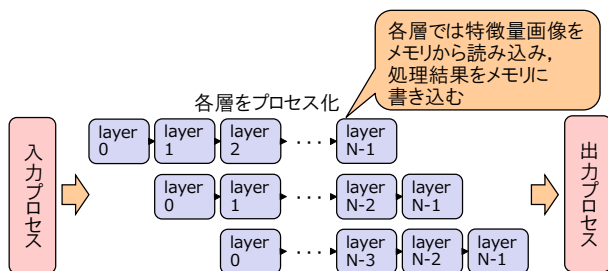 各層では特徴量画像を
メモリから読み込み,
処理結果をメモリに
書き込む
各層をプロセス化
入力プロセス
layer 0
layer 1
layer 2
・・・
layer N-1
layer 0
layer 1
・・・
layer N-2
layer N-1
layer 0
・・・
layer N-3
layer N-2
layer N-1
出力プロセス